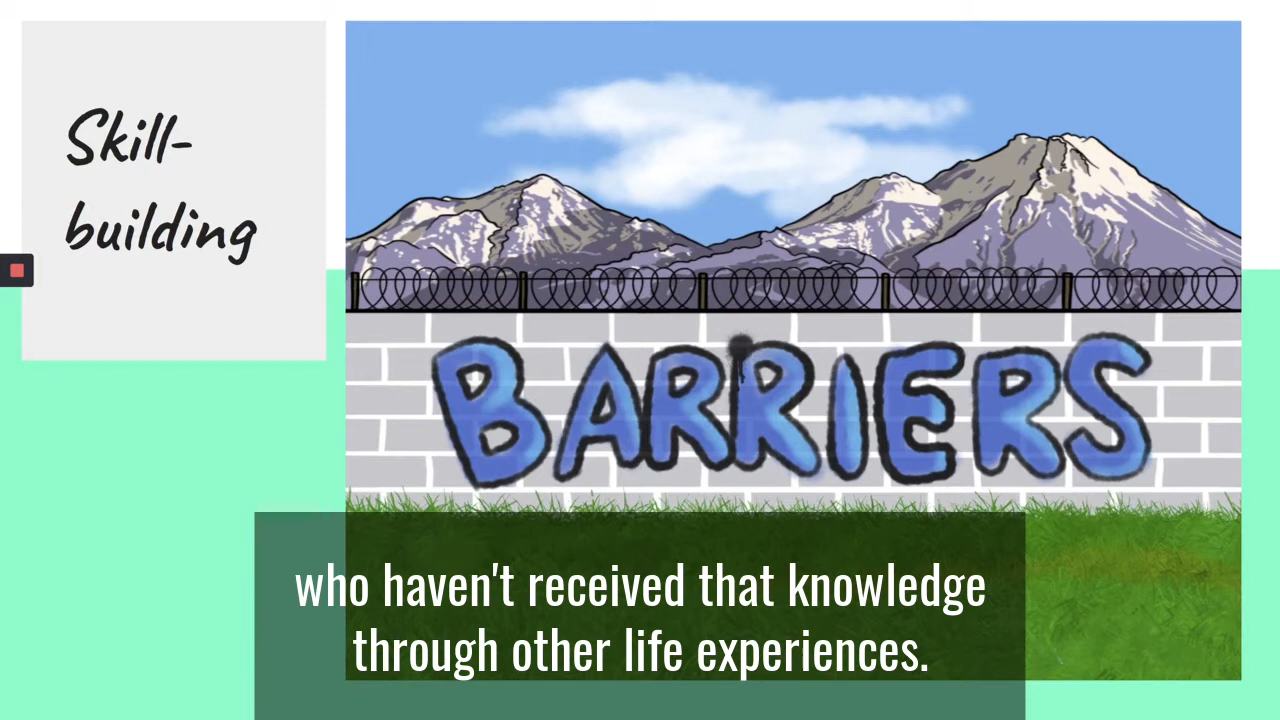 Skill-
building
BARRIERS
who haven't received that knowledge
through other life experiences.